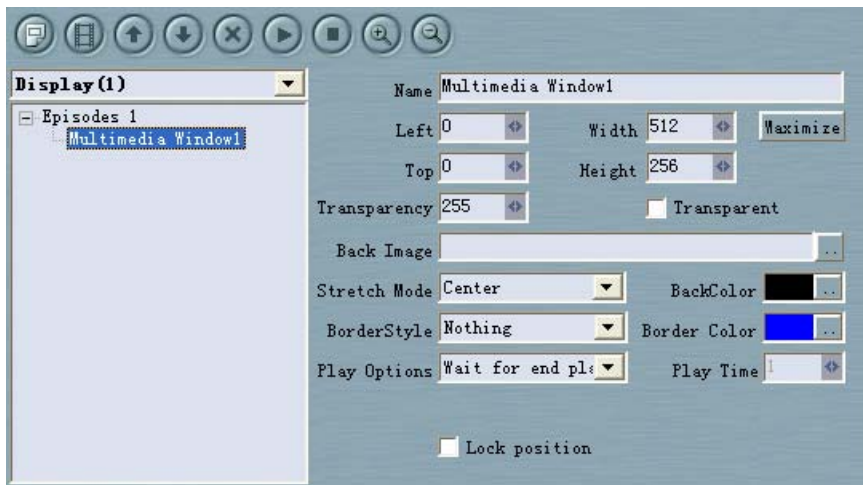 Display(1)
Episodes 1
Multimedia Window1
Name Multimedia Window1
Left 0 Width 512 Maximize
Top 0 Height 256
Transparency 255 Transparent
Back Image ..
Stretch Mode Center BackColor ..
BorderStyle Nothing Border Color ..
Play Options Wait for end pla Play Time 1
Lock position